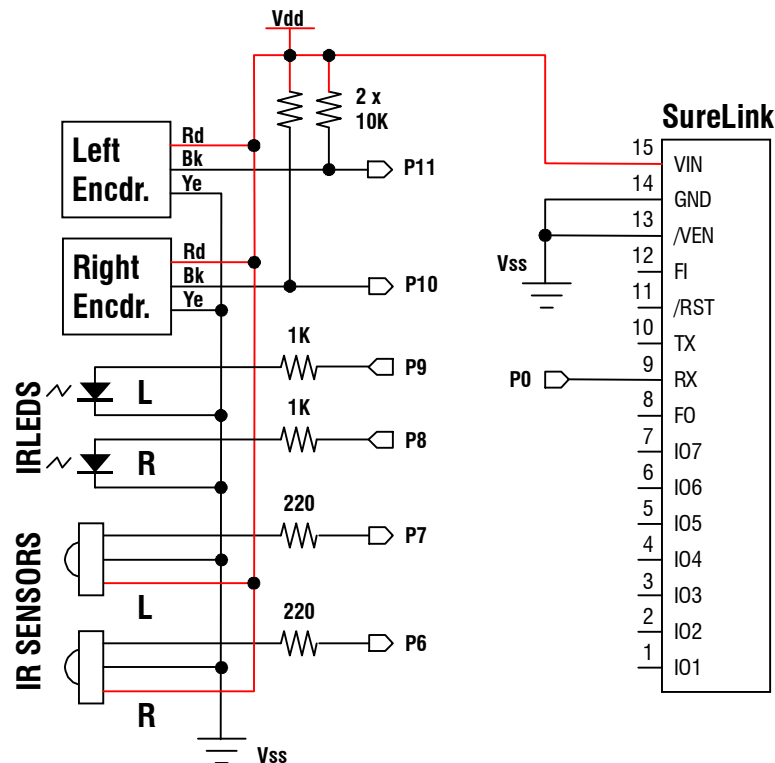 Vdd
2 x
10K
Left
Encdr.
Rd
Bk
Ye
P11
Right
Encdr.
Rd
Bk
Ye
P10
1K
P9
IRLEDS
L
1K
P8
R
220
P7
IR SENSORS
L
220
P6
R
Vss
SureLink
15 VIN
14 GND
13 /VEN
Vss
12 FI
11 /RST
10 TX
P0
9 RX
8 FO
7 IO7
6 IO6
5 IO5
4 IO4
3 IO3
2 IO2
1 IO1